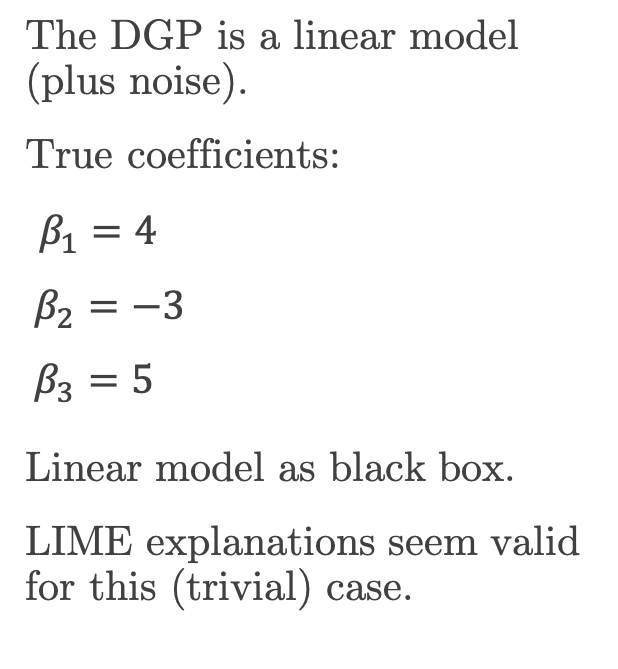 The DGP is a linear model
(plus noise).
True coefficients:
β₁ = 4
β₂ = −3
β₃ = 5
Linear model as black box.
LIME explanations seem valid
for this (trivial) case.